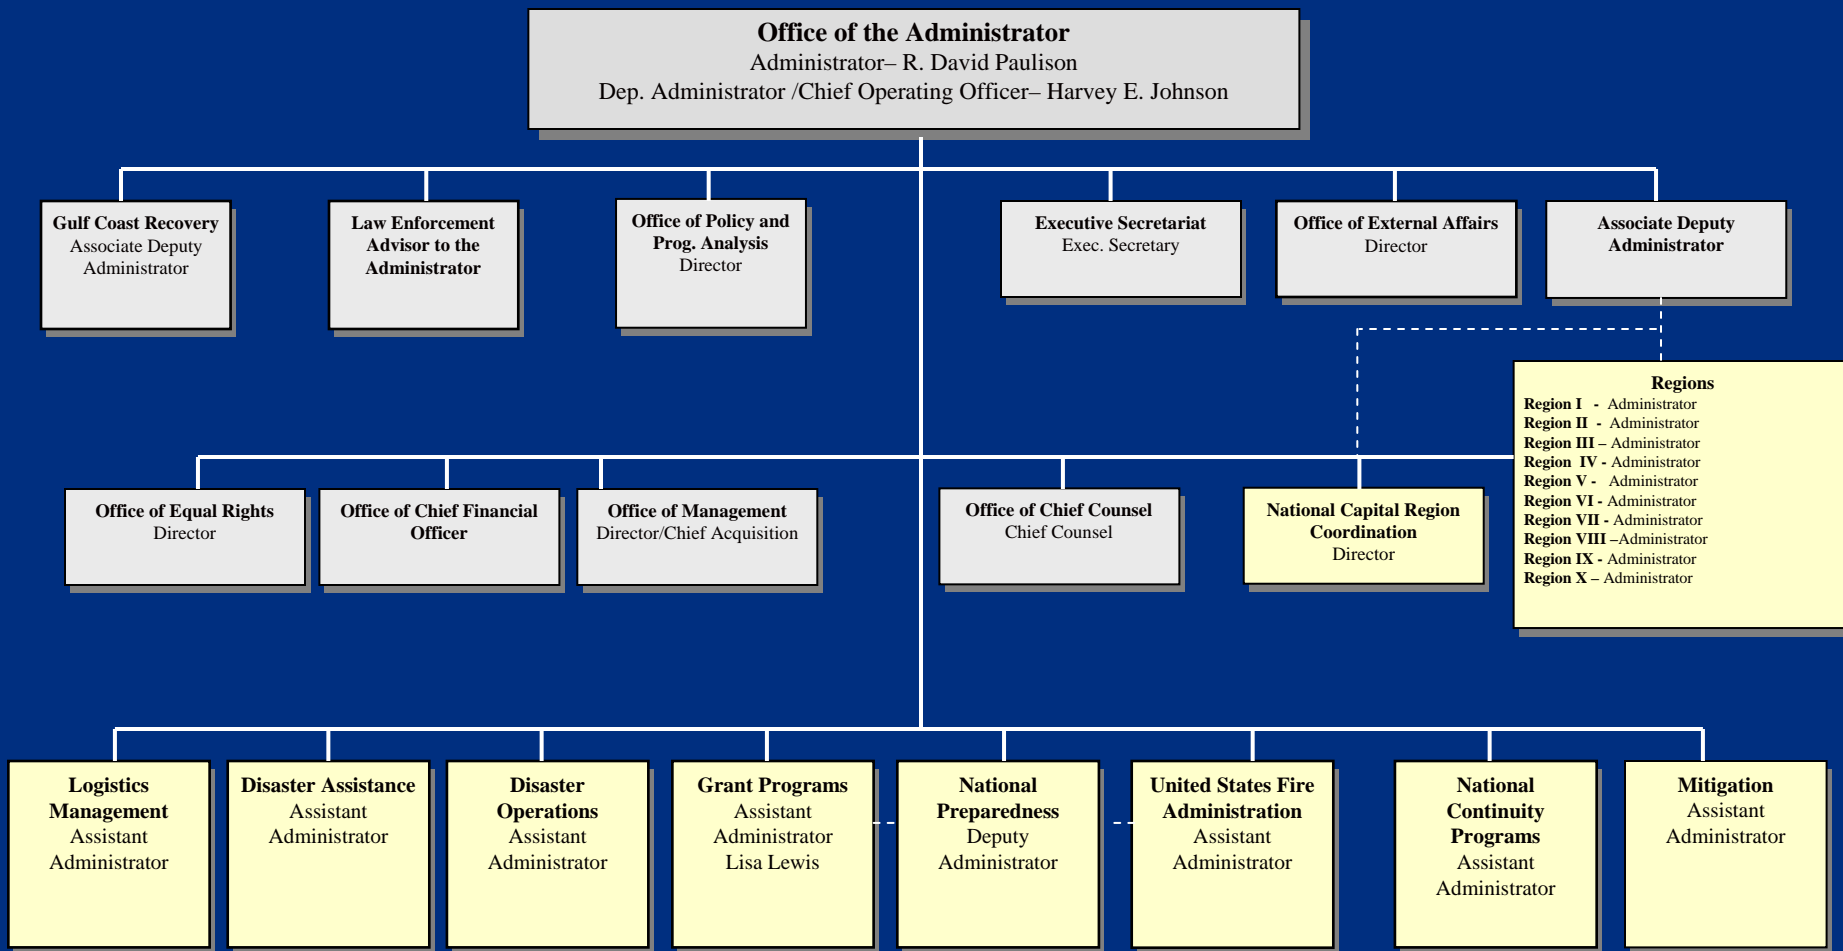 Office of the Administrator
Administrator– R. David Paulison
Dep. Administrator /Chief Operating Officer– Harvey E. Johnson
Gulf Coast Recovery
Associate Deputy
Administrator
Law Enforcement
Advisor to the
Administrator
Office of Policy and
Prog. Analysis
Director
Executive Secretariat
Exec. Secretary
Office of External Affairs
Director
Associate Deputy
Administrator
Regions
Region I - Administrator
Region II - Administrator
Region III – Administrator
Region IV - Administrator
Region V - Administrator
Region VI - Administrator
Region VII - Administrator
Region VIII –Administrator
Region IX - Administrator
Region X – Administrator
Office of Equal Rights
Director
Office of Chief Financial
Officer
Office of Management
Director/Chief Acquisition
Office of Chief Counsel
Chief Counsel
National Capital Region
Coordination
Director
Logistics
Management
Assistant
Administrator
Disaster Assistance
Assistant
Administrator
Disaster
Operations
Assistant
Administrator
Grant Programs
Assistant
Administrator
Lisa Lewis
National
Preparedness
Deputy
Administrator
United States Fire
Administration
Assistant
Administrator
National
Continuity
Programs
Assistant
Administrator
Mitigation
Assistant
Administrator